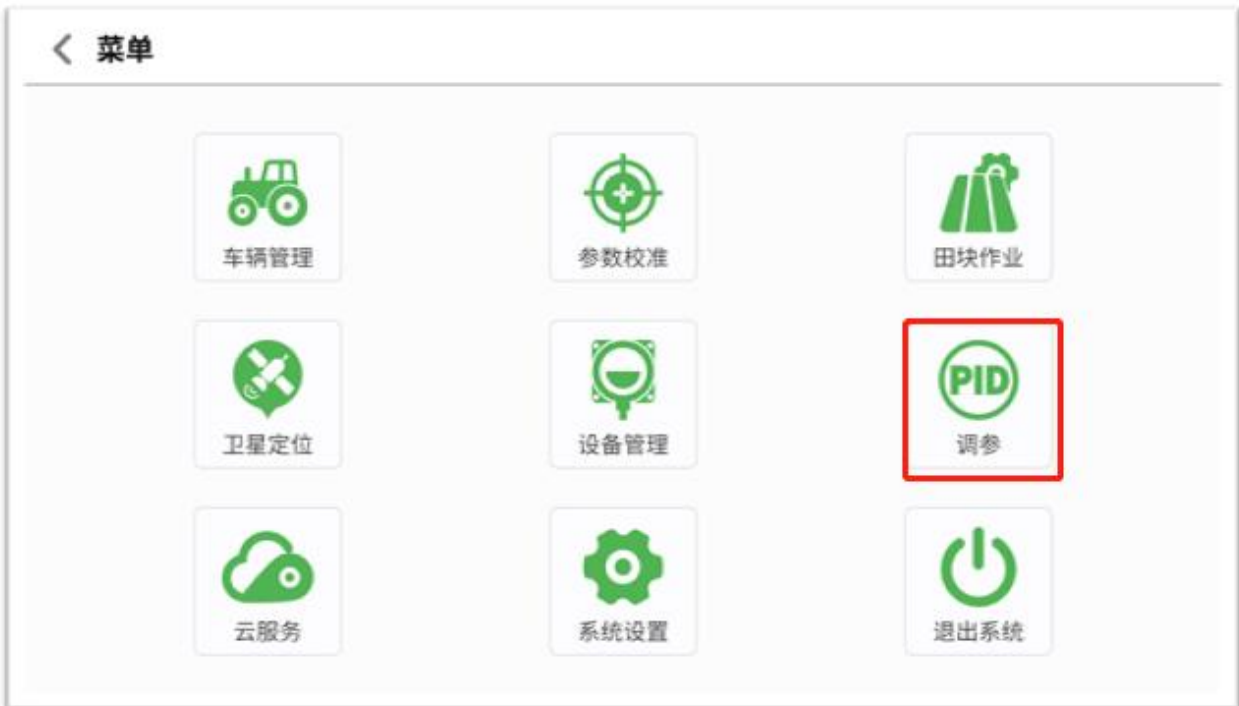 菜单
车辆管理
参数校准
田块作业
卫星定位
设备管理
PID
调参
云服务
系统设置
退出系统